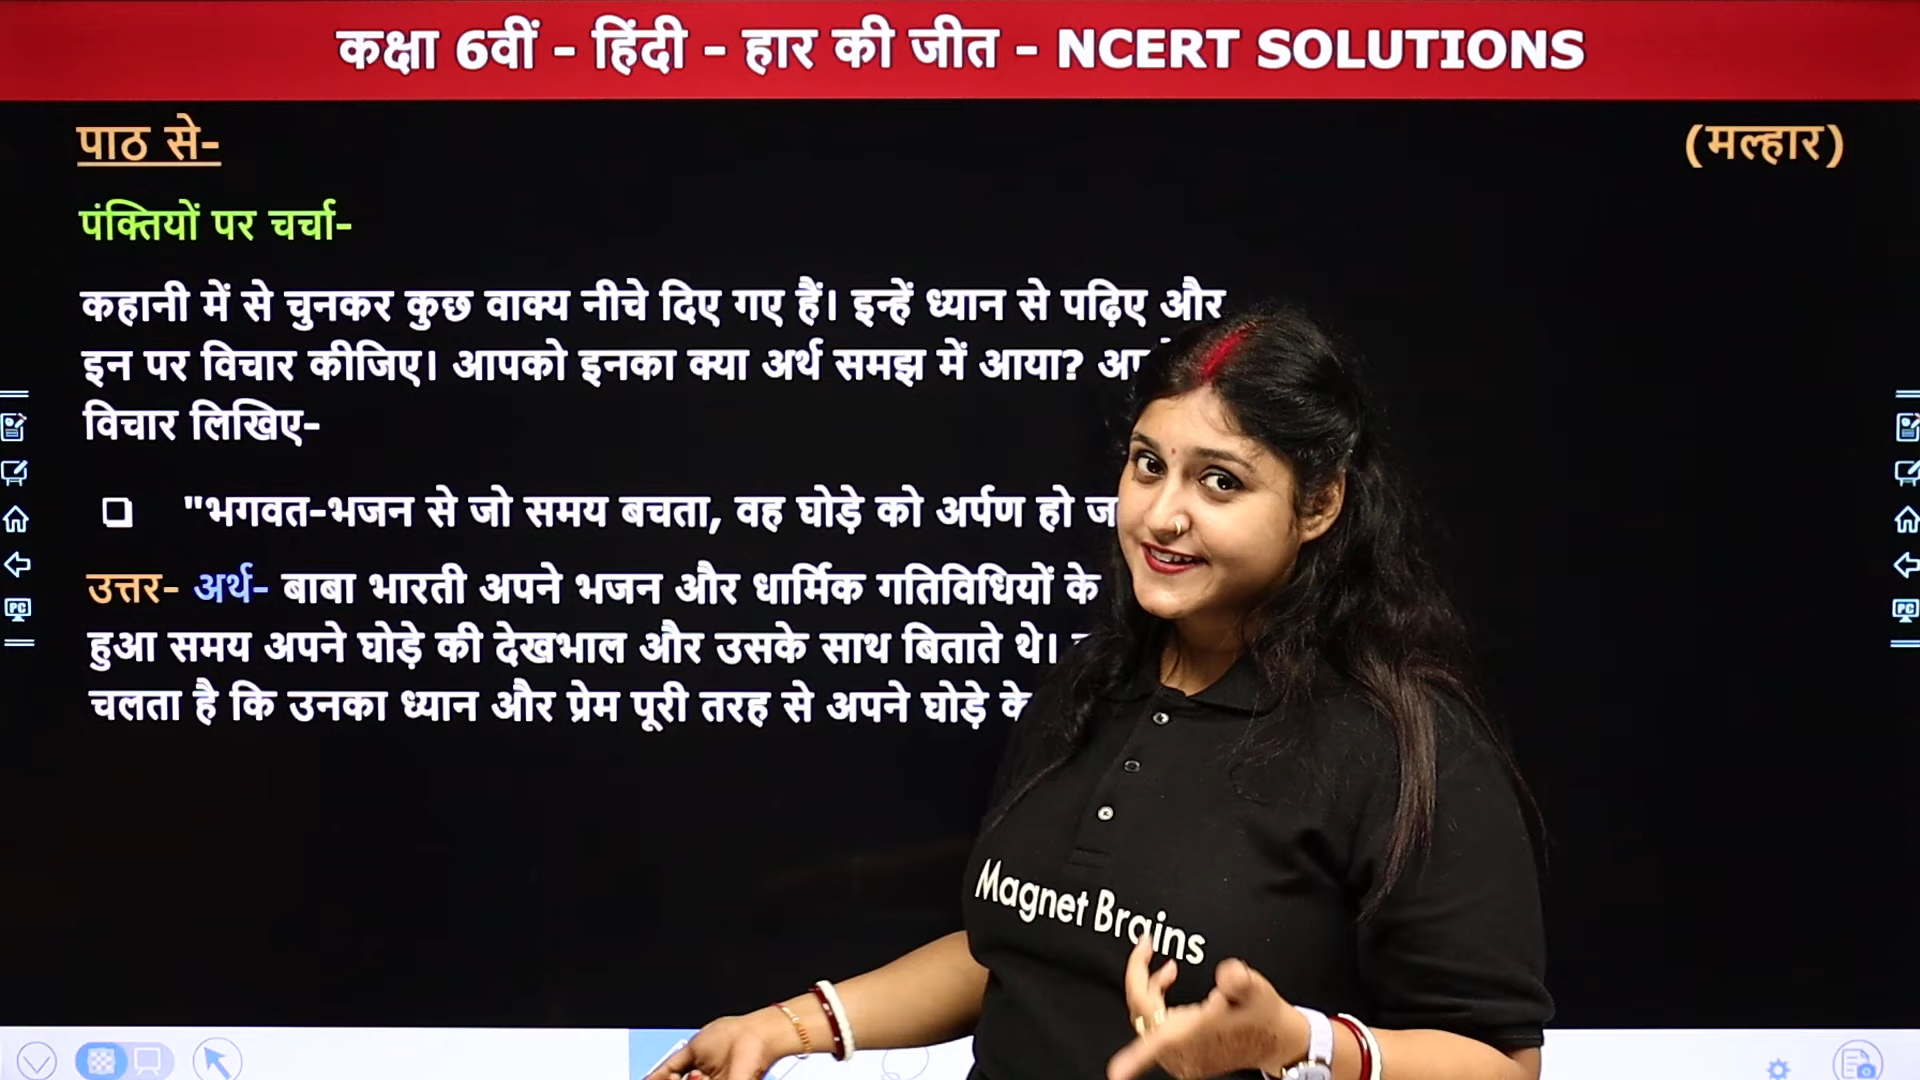 कक्षा 6वीं - हिंदी - हार की जीत - NCERT SOLUTIONS
पाठ से-
(मल्हार)
पंक्तियों पर चर्चा-
कहानी में से चुनकर कुछ वाक्य नीचे दिए गए हैं। इन्हें ध्यान से पढ़िए और
इन पर विचार कीजिए। आपको इनका क्या अर्थ समझ में आया?
विचार लिखिए-
"भगवत-भजन से जो समय बचता, वह घोड़े को अर्पण हो
उत्तर- अर्थ- बाबा भारती अपने भजन और धार्मिक गतिविधियों के
हुआ समय अपने घोड़े की देखभाल और उसके साथ बिताते थे।
चलता है कि उनका ध्यान और प्रेम पूरी तरह से अपने घोड़े
Magnet Brains
PC
PC